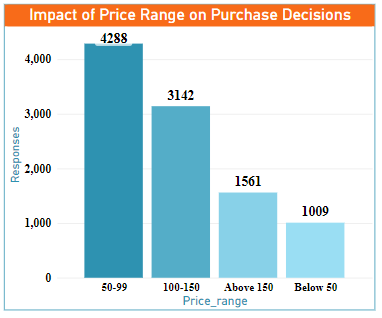 Impact of Price Range on Purchase Decisions
4288
4,000
3142
3,000
Responses
2,000
1561
1009
1,000
0
50-99 100-150 Above 150 Below 50
Price_range